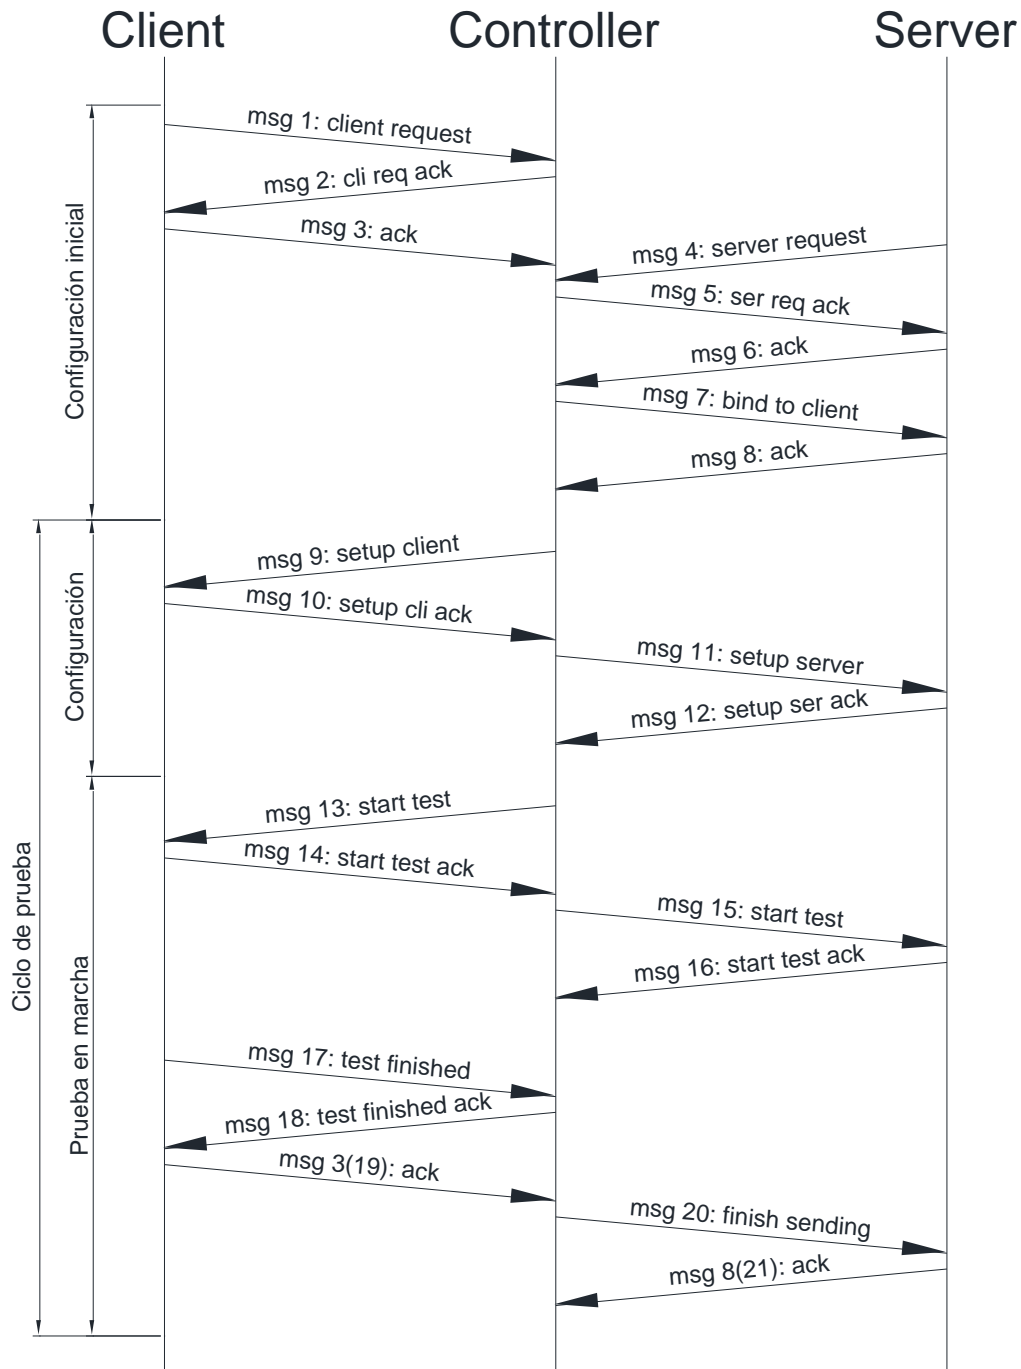 Client
Controller
Server
msg 1: client request
msg 2: cli req ack
msg 3: ack
msg 4: server request
msg 5: ser req ack
msg 6: ack
msg 7: bind to client
msg 8: ack
Configuración inicial
msg 9: setup client
msg 10: setup cli ack
msg 11: setup server
msg 12: setup ser ack
Configuración
msg 13: start test
msg 14: start test ack
msg 15: start test
msg 16: start test ack
Ciclo de prueba
Prueba en marcha
msg 17: test finished
msg 18: test finished ack
msg 3(19): ack
msg 20: finish sending
msg 8(21): ack